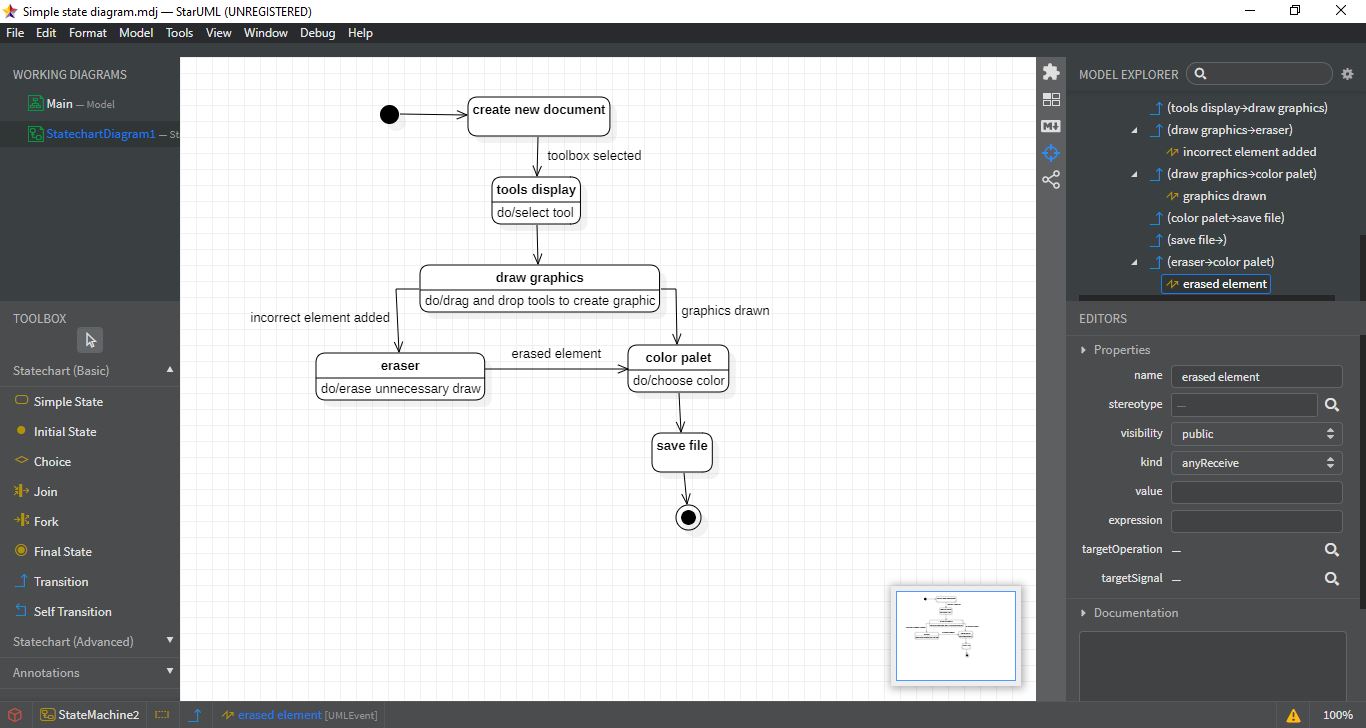 Simple state diagram.mdj — StarUML (UNREGISTERED)
File Edit Format Model Tools View Window Debug Help
WORKING DIAGRAMS
Main — Model
StatechartDiagram1 — St
TOOLBOX
Statechart (Basic)
Simple State
Initial State
Choice
Join
Fork
Final State
Transition
Self Transition
Statechart (Advanced)
Annotations
create new document
toolbox selected
tools display
do/select tool
draw graphics
do/drag and drop tools to create graphic
incorrect element added
graphics drawn
eraser
do/erase unnecessary draw
erased element
color palet
do/choose color
save file
MODEL EXPLORER
(tools display→draw graphics)
(draw graphics→eraser)
incorrect element added
(draw graphics→color palet)
graphics drawn
(color palet→save file)
(save file→)
(eraser→color palet)
erased element
EDITORS
Properties
name erased element
stereotype —
visibility public
kind anyReceive
value
expression
targetOperation —
targetSignal —
Documentation
StateMachine2
erased element [UMLEvent]
100%